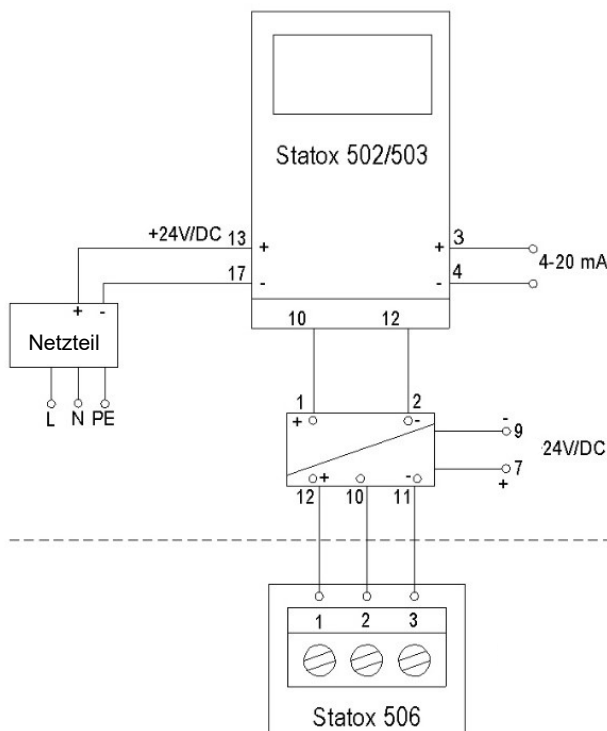 Statox 502/503
+24V/DC 13 + + 3
4-20 mA
17 - - 4
+ -
Netzteil
L N PE
10 12
1 2
+ -
- 9
24V/DC
7 +
+ -
12 10 11
1 2 3
Statox 506